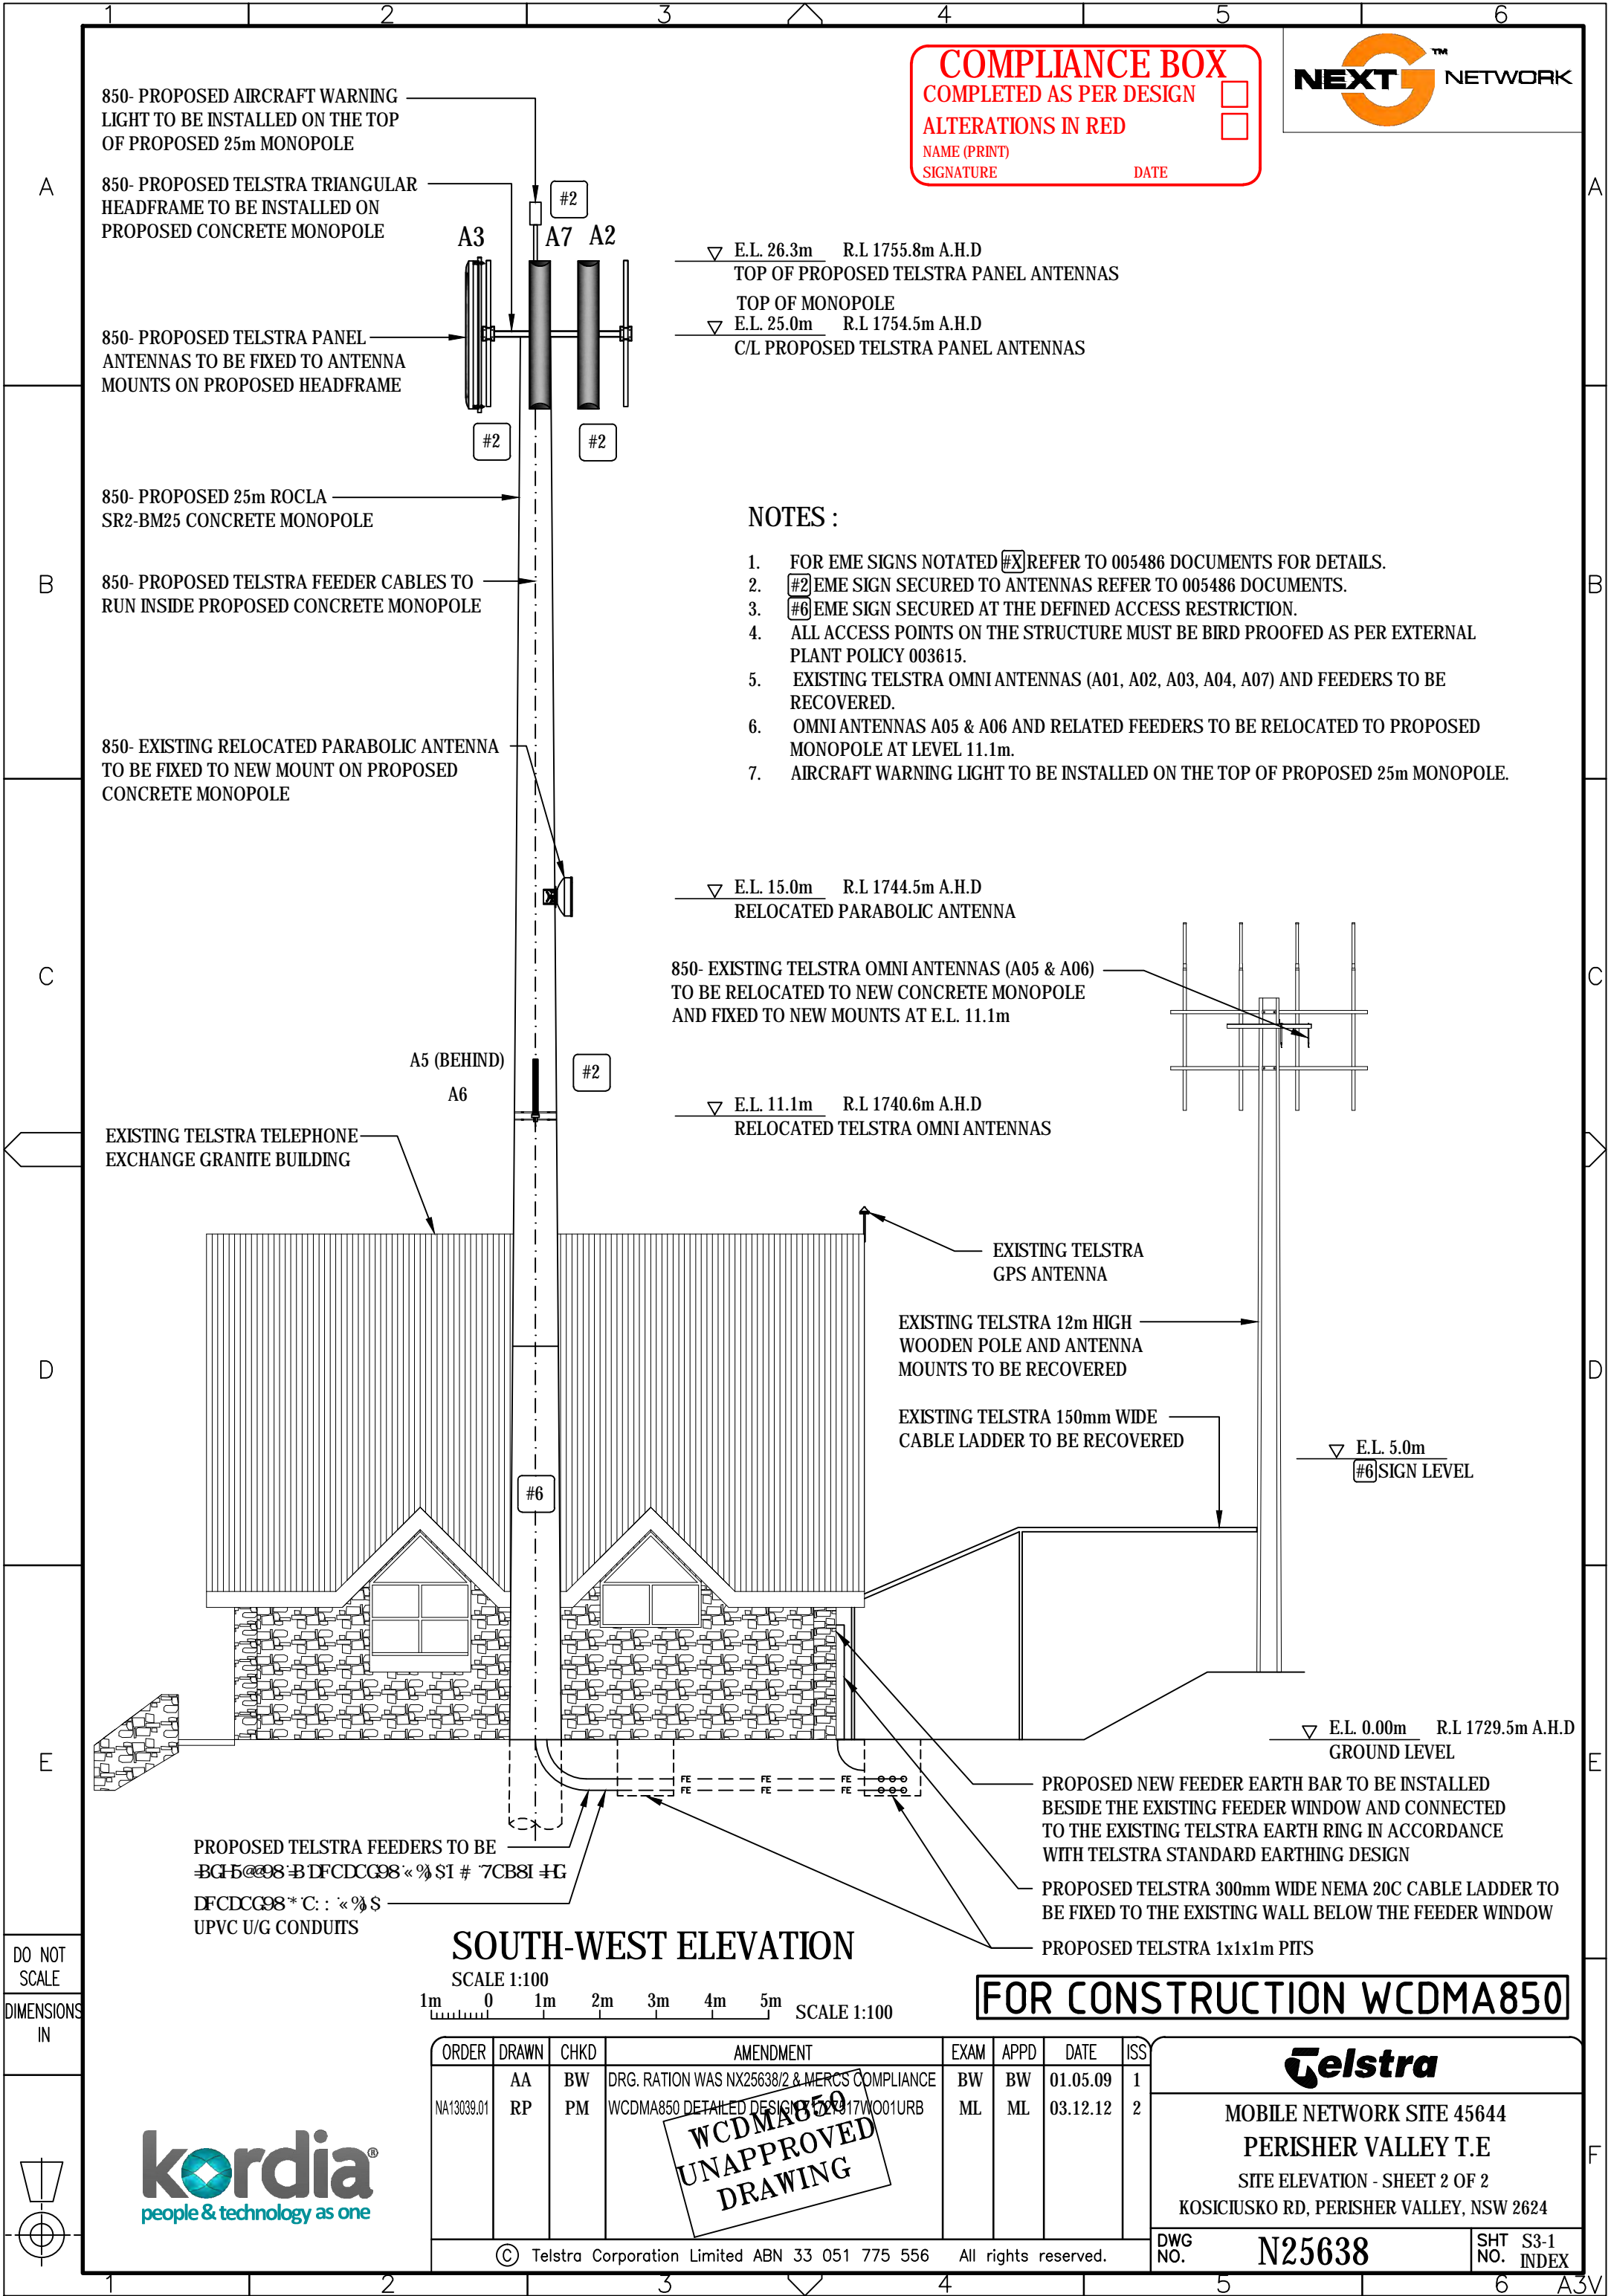 1 2 3 4 5 6
COMPLIANCE BOX
COMPLETED AS PER DESIGN
ALTERATIONS IN RED
NAME (PRINT)
SIGNATURE DATE
NEXT G ™ NETWORK
850- PROPOSED AIRCRAFT WARNING
LIGHT TO BE INSTALLED ON THE TOP
OF PROPOSED 25m MONOPOLE
A A
850- PROPOSED TELSTRA TRIANGULAR
HEADFRAME TO BE INSTALLED ON
PROPOSED CONCRETE MONOPOLE
#2
A3 A7 A2
E.L. 26.3m R.L 1755.8m A.H.D
TOP OF PROPOSED TELSTRA PANEL ANTENNAS
TOP OF MONOPOLE
E.L. 25.0m R.L 1754.5m A.H.D
C/L PROPOSED TELSTRA PANEL ANTENNAS
850- PROPOSED TELSTRA PANEL
ANTENNAS TO BE FIXED TO ANTENNA
MOUNTS ON PROPOSED HEADFRAME
#2 #2
850- PROPOSED 25m ROCLA
SR2-BM25 CONCRETE MONOPOLE
B B
850- PROPOSED TELSTRA FEEDER CABLES TO
RUN INSIDE PROPOSED CONCRETE MONOPOLE
NOTES :
1. FOR EME SIGNS NOTATED #X REFER TO 005486 DOCUMENTS FOR DETAILS.
2. #2 EME SIGN SECURED TO ANTENNAS REFER TO 005486 DOCUMENTS.
3. #6 EME SIGN SECURED AT THE DEFINED ACCESS RESTRICTION.
4. ALL ACCESS POINTS ON THE STRUCTURE MUST BE BIRD PROOFED AS PER EXTERNAL
PLANT POLICY 003615.
5. EXISTING TELSTRA OMNI ANTENNAS (A01, A02, A03, A04, A07) AND FEEDERS TO BE
RECOVERED.
6. OMNI ANTENNAS A05 & A06 AND RELATED FEEDERS TO BE RELOCATED TO PROPOSED
MONOPOLE AT LEVEL 11.1m.
7. AIRCRAFT WARNING LIGHT TO BE INSTALLED ON THE TOP OF PROPOSED 25m MONOPOLE.
850- EXISTING RELOCATED PARABOLIC ANTENNA
TO BE FIXED TO NEW MOUNT ON PROPOSED
CONCRETE MONOPOLE
E.L. 15.0m R.L 1744.5m A.H.D
RELOCATED PARABOLIC ANTENNA
C C
850- EXISTING TELSTRA OMNI ANTENNAS (A05 & A06)
TO BE RELOCATED TO NEW CONCRETE MONOPOLE
AND FIXED TO NEW MOUNTS AT E.L. 11.1m
A5 (BEHIND)
A6
#2
E.L. 11.1m R.L 1740.6m A.H.D
RELOCATED TELSTRA OMNI ANTENNAS
EXISTING TELSTRA TELEPHONE
EXCHANGE GRANITE BUILDING
EXISTING TELSTRA
GPS ANTENNA
EXISTING TELSTRA 12m HIGH
WOODEN POLE AND ANTENNA
MOUNTS TO BE RECOVERED
D D
EXISTING TELSTRA 150mm WIDE
CABLE LADDER TO BE RECOVERED
E.L. 5.0m
#6 SIGN LEVEL
#6
E.L. 0.00m R.L 1729.5m A.H.D
GROUND LEVEL
E E
FE FE FE
FE FE FE
PROPOSED NEW FEEDER EARTH BAR TO BE INSTALLED
BESIDE THE EXISTING FEEDER WINDOW AND CONNECTED
TO THE EXISTING TELSTRA EARTH RING IN ACCORDANCE
WITH TELSTRA STANDARD EARTHING DESIGN
PROPOSED TELSTRA 300mm WIDE NEMA 20C CABLE LADDER TO
BE FIXED TO THE EXISTING WALL BELOW THE FEEDER WINDOW
PROPOSED TELSTRA 1x1x1m PITS
PROPOSED TELSTRA FEEDERS TO BE
UPVC U/G CONDUITS
SOUTH-WEST ELEVATION
SCALE 1:100
1m 0 1m 2m 3m 4m 5m SCALE 1:100
FOR CONSTRUCTION WCDMA850
DO NOT
SCALE
DIMENSIONS
IN
ORDER DRAWN CHKD AMENDMENT EXAM APPD DATE ISS
AA BW DRG. RATION WAS NX25638/2 & MERCS COMPLIANCE BW BW 01.05.09 1
NA13039.01 RP PM WCDMA850 DETAILED DESIGN ML ML 03.12.12 2
WCDMA850
UNAPPROVED
DRAWING
kordia®
people & technology as one
Telstra
MOBILE NETWORK SITE 45644
PERISHER VALLEY T.E
SITE ELEVATION - SHEET 2 OF 2
KOSICIUSKO RD, PERISHER VALLEY, NSW 2624
F
© Telstra Corporation Limited ABN 33 051 775 556 All rights reserved.
DWG NO. N25638
SHT NO. S3-1 INDEX
1 2 3 4 5 6 A3V